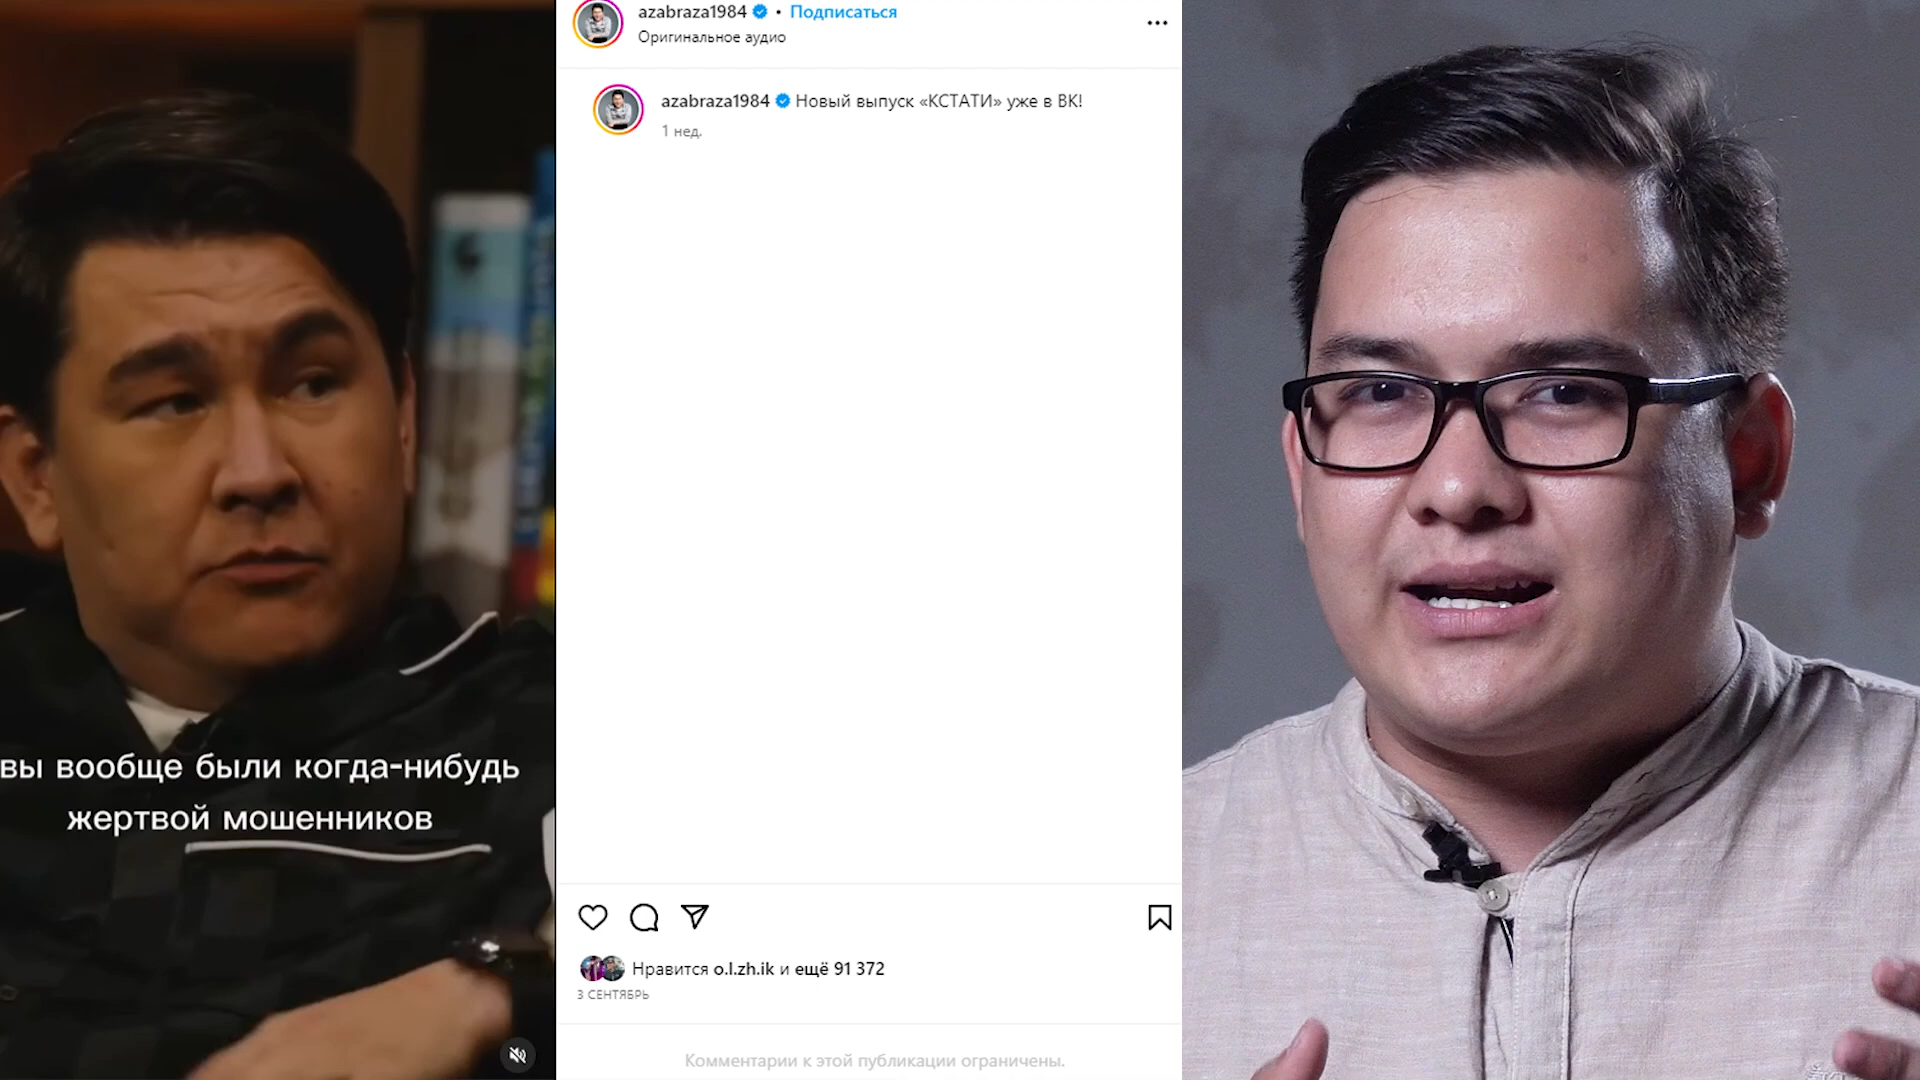 azabraza1984 • Подписаться
Оригинальное аудио
azabraza1984 Новый выпуск «КСТАТИ» уже в ВК!
1 нед.
вы вообще были когда-нибудь
жертвой мошенников
Нравится o.l.zh.ik и ещё 91 372
3 СЕНТЯБРЬ
Комментарии к этой публикации ограничены.